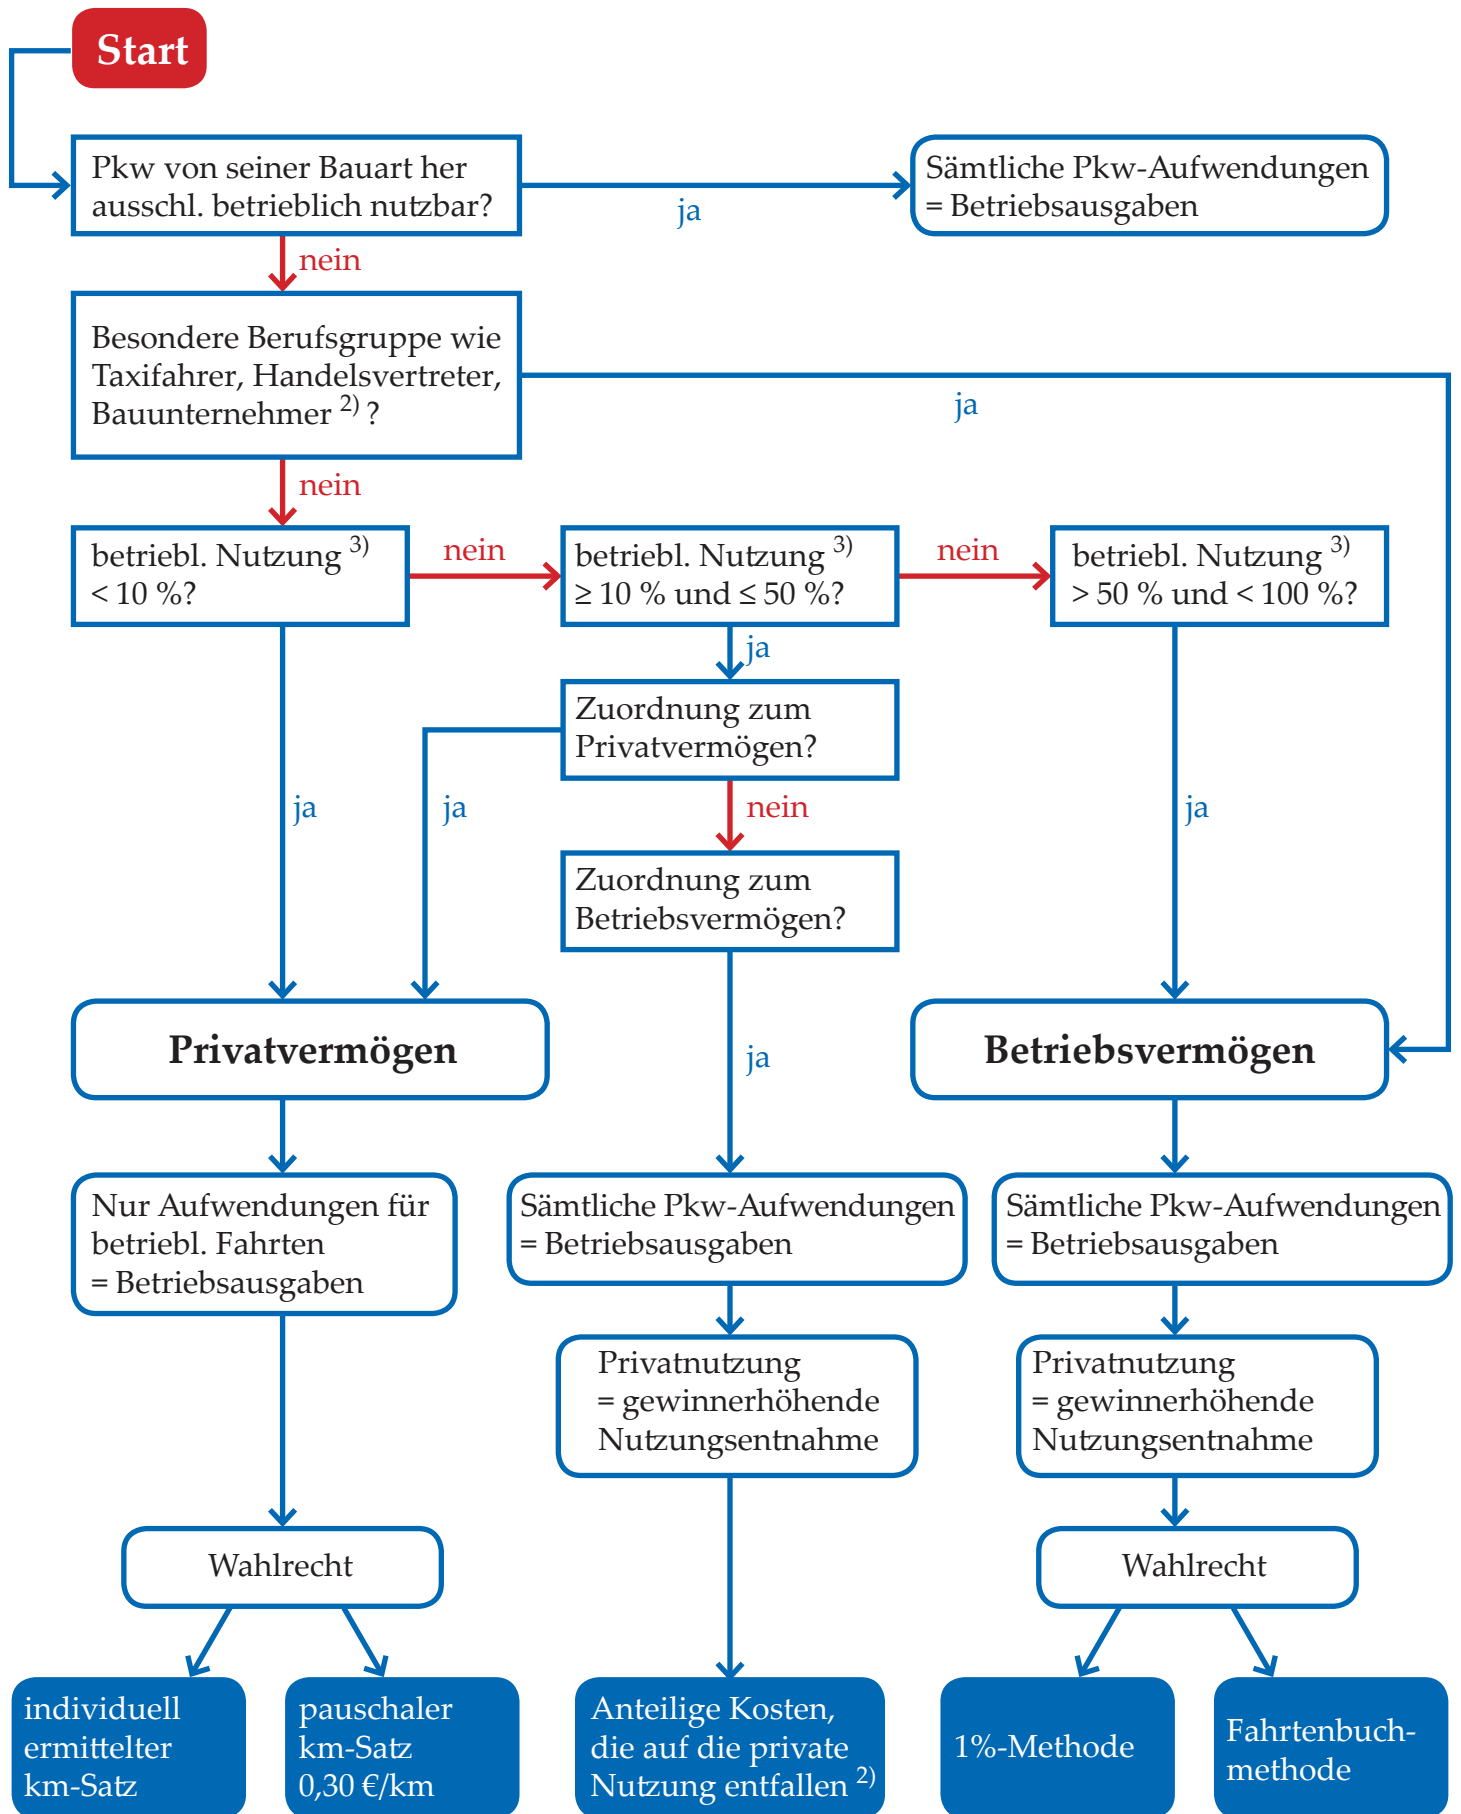 Start
Pkw von seiner Bauart her
ausschl. betrieblich nutzbar?
ja
Sämtliche Pkw-Aufwendungen
= Betriebsausgaben
nein
Besondere Berufsgruppe wie
Taxifahrer, Handelsvertreter,
Bauunternehmer 2) ?
ja
nein
betriebl. Nutzung 3)
< 10 %?
nein
betriebl. Nutzung 3)
≥ 10 % und ≤ 50 %?
nein
betriebl. Nutzung 3)
> 50 % und < 100 %?
ja
Zuordnung zum
Privatvermögen?
ja
ja
nein
ja
Zuordnung zum
Betriebsvermögen?
Privatvermögen
ja
Betriebsvermögen
Nur Aufwendungen für
betriebl. Fahrten
= Betriebsausgaben
Sämtliche Pkw-Aufwendungen
= Betriebsausgaben
Sämtliche Pkw-Aufwendungen
= Betriebsausgaben
Privatnutzung
= gewinnerhöhende
Nutzungsentnahme
Privatnutzung
= gewinnerhöhende
Nutzungsentnahme
Wahlrecht
Wahlrecht
individuell
ermittelter
km-Satz
pauschaler
km-Satz
0,30 €/km
Anteilige Kosten,
die auf die private
Nutzung entfallen 2)
1%-Methode
Fahrtenbuch-
methode